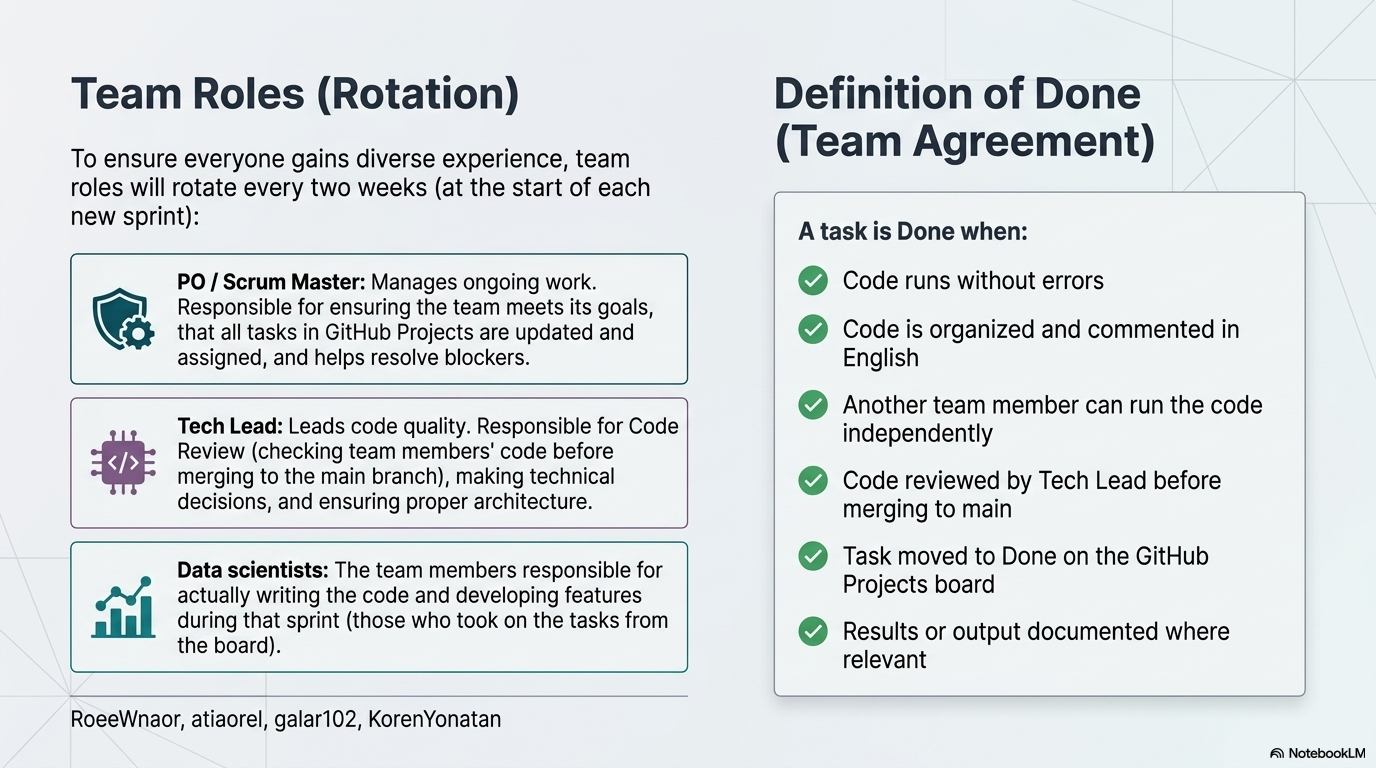 Team Roles (Rotation)
To ensure everyone gains diverse experience, team
roles will rotate every two weeks (at the start of each
new sprint):
PO / Scrum Master: Manages ongoing work.
Responsible for ensuring the team meets its goals,
that all tasks in GitHub Projects are updated and
assigned, and helps resolve blockers.
Tech Lead: Leads code quality. Responsible for Code
Review (checking team members' code before
merging to the main branch), making technical
decisions, and ensuring proper architecture.
Data scientists: The team members responsible for
actually writing the code and developing features
during that sprint (those who took on the tasks from
the board).
RoeeWnaor, atiaorel, galar102, KorenYonatan
Definition of Done
(Team Agreement)
A task is Done when:
Code runs without errors
Code is organized and commented in
English
Another team member can run the code
independently
Code reviewed by Tech Lead before
merging to main
Task moved to Done on the GitHub
Projects board
Results or output documented where
relevant
NotebookLM